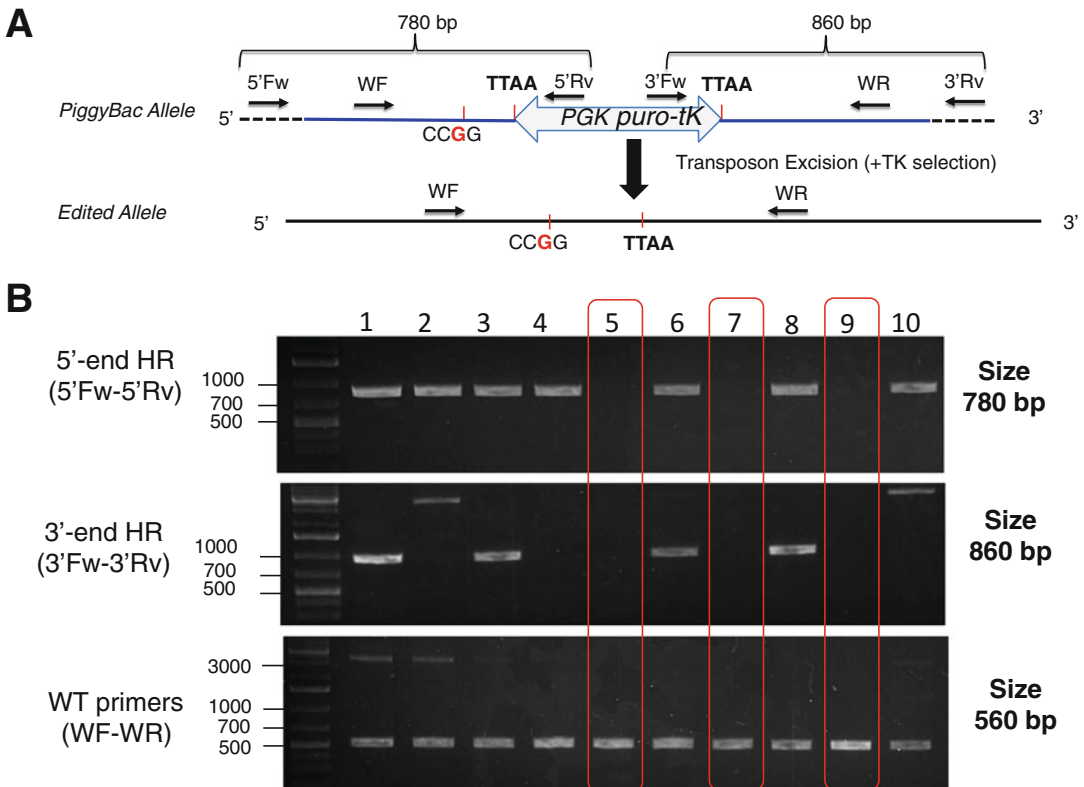 A
780 bp
860 bp
5'Fw
WF
TTAA
5'Rv
3'Fw
TTAA
WR
3'Rv
PiggyBac Allele
5'
PGK puro-tK
3'
CCGG
Transposon Excision (+TK selection)
WF
WR
Edited Allele
5'
3'
CCGG
TTAA
B
1 2 3 4 5 6 7 8 9 10
5'-end HR
(5'Fw-5'Rv)
1000
700
500
Size
780 bp
3'-end HR
(3'Fw-3'Rv)
1000
700
500
Size
860 bp
WT primers
(WF-WR)
3000
1000
700
500
Size
560 bp